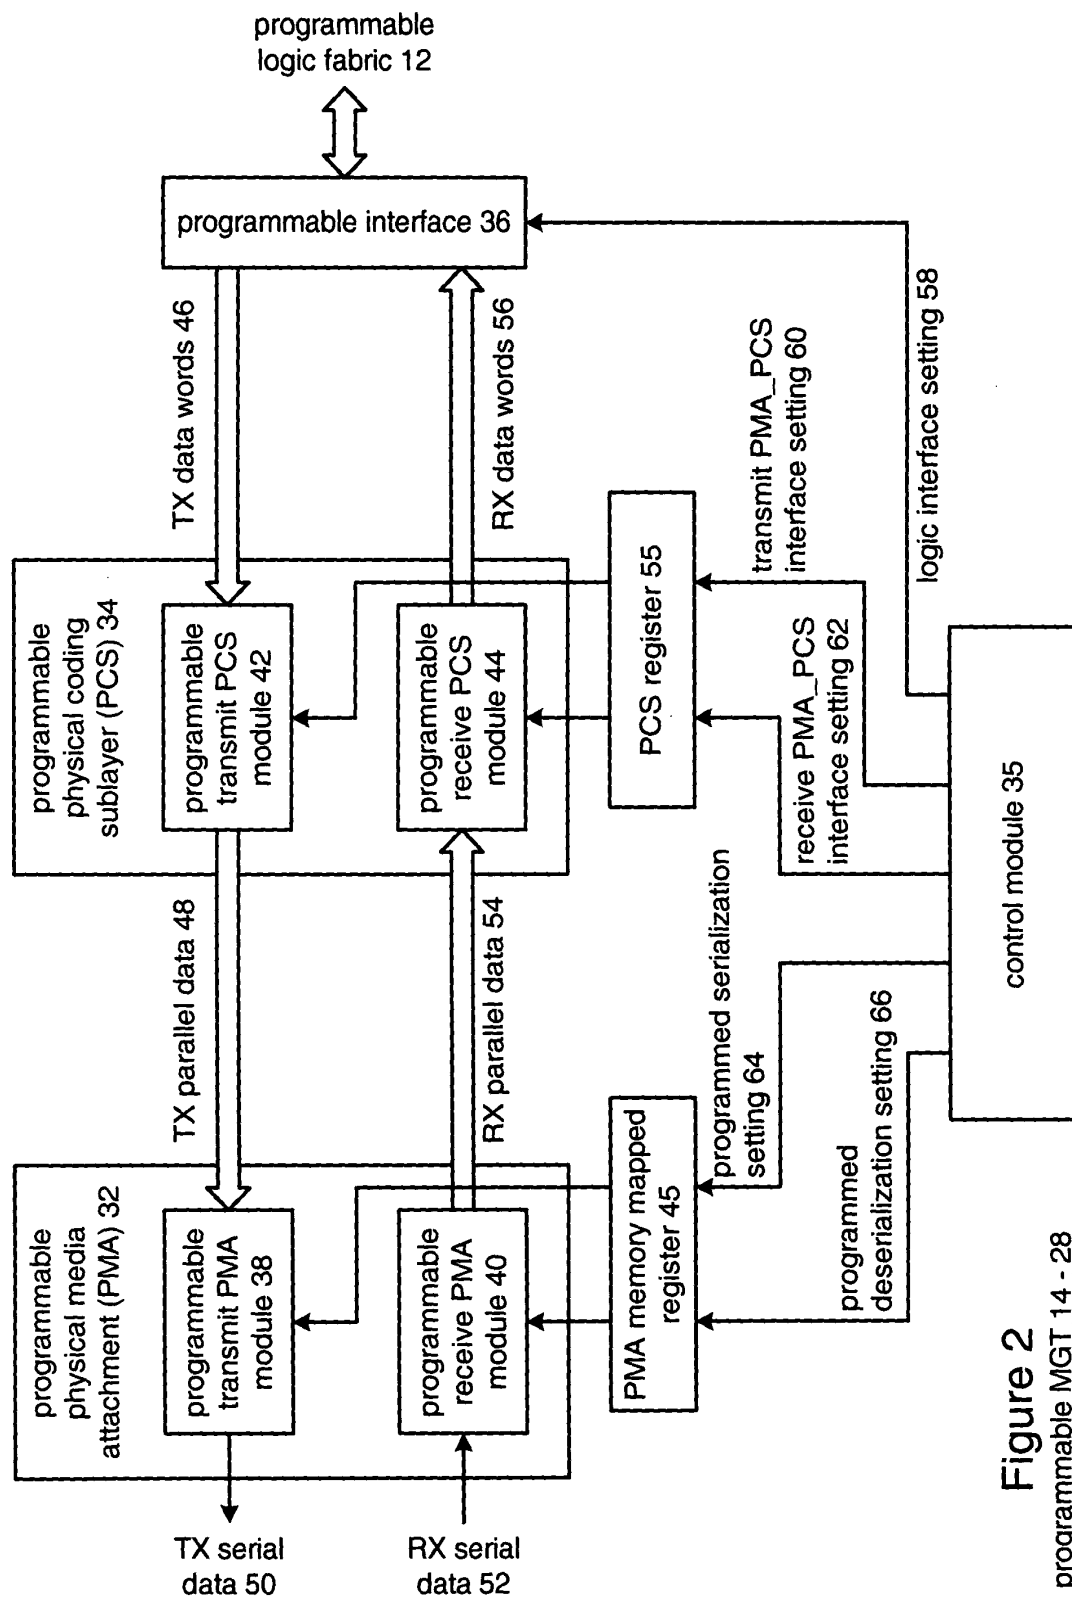 programmable
logic fabric 12
programmable interface 36
TX data words 46
RX data words 56
logic interface setting 58
transmit PMA_PCS
interface setting 60
programmable
physical coding
sublayer (PCS) 34
programmable
transmit PCS
module 42
programmable
receive PCS
module 44
PCS register 55
receive PMA_PCS
interface setting 62
control module 35
TX parallel data 48
RX parallel data 54
programmed serialization
setting 64
programmed
deserialization setting 66
programmable
physical media
attachment (PMA) 32
programmable
transmit PMA
module 38
programmable
receive PMA
module 40
PMA memory mapped
register 45
TX serial
data 50
RX serial
data 52
Figure 2
programmable MGT 14 - 28